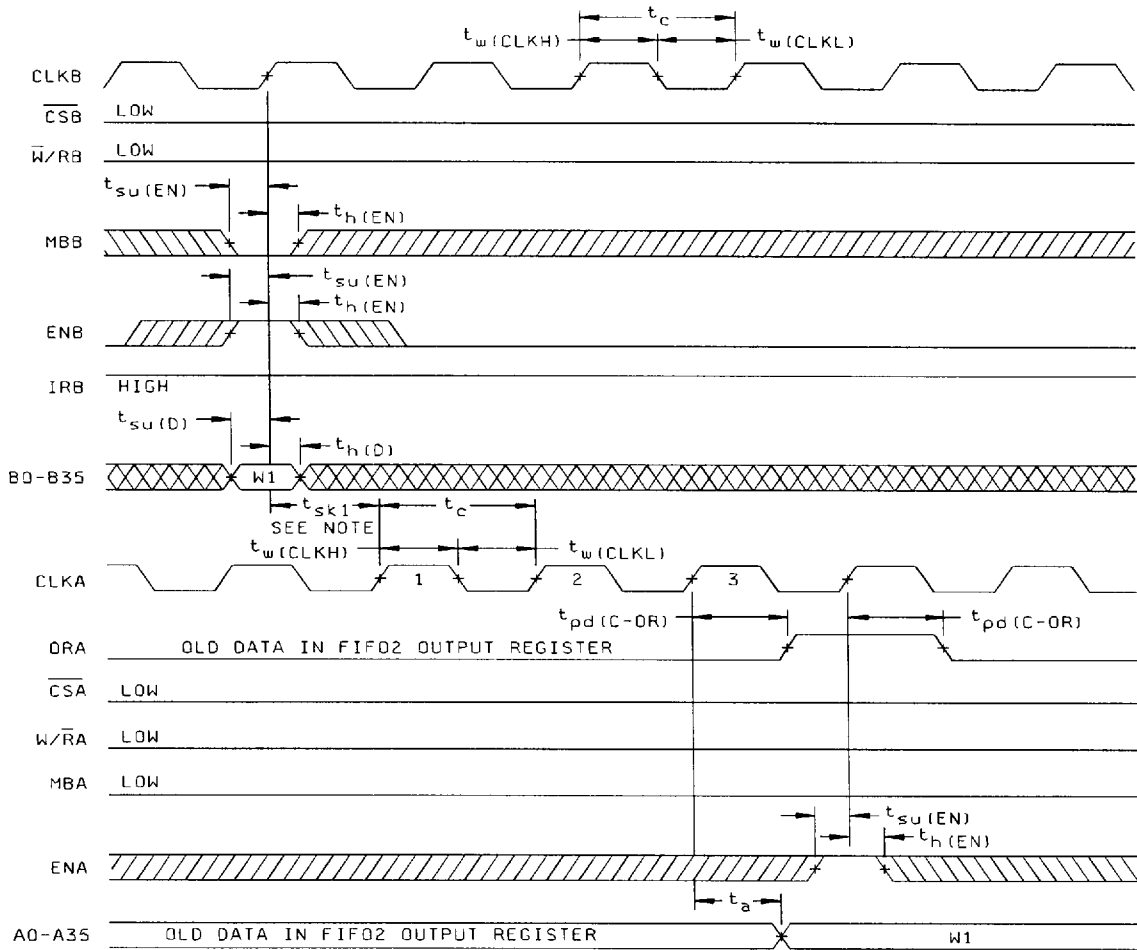 t_c
t_w(CLKH) t_w(CLKL)
CLKB
C̅S̅B̅ LOW
W̅/RB LOW
t_su(EN)
t_h(EN)
MBB
t_su(EN)
t_h(EN)
ENB
IRB HIGH
t_su(D)
t_h(D)
B0-B35 W1
t_sk1 t_c
SEE NOTE
t_w(CLKH) t_w(CLKL)
CLKA 1 2 3
t_pd(C-OR) t_pd(C-OR)
ORA OLD DATA IN FIFO2 OUTPUT REGISTER
C̅S̅A̅ LOW
W/R̅A LOW
MBA LOW
t_su(EN)
t_h(EN)
ENA
t_a
A0-A35 OLD DATA IN FIFO2 OUTPUT REGISTER W1